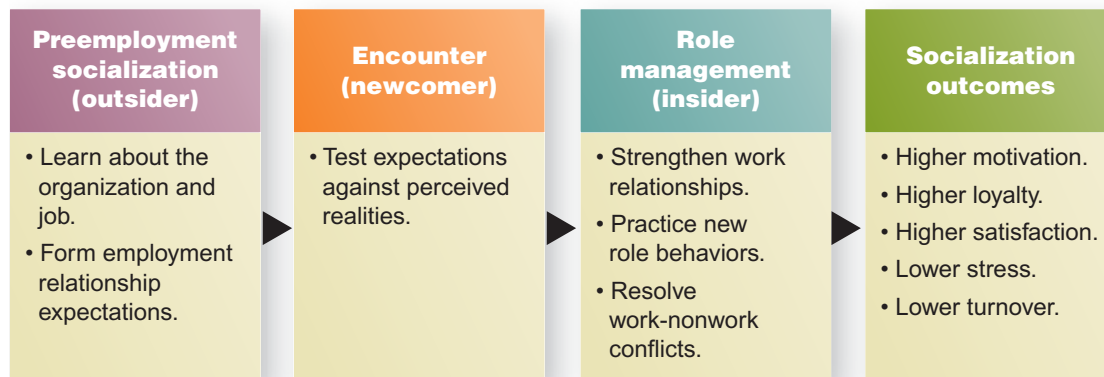 Preemployment
socialization
(outsider)
• Learn about the
organization and
job.
• Form employment
relationship
expectations.
Encounter
(newcomer)
• Test expectations
against perceived
realities.
Role
management
(insider)
• Strengthen work
relationships.
• Practice new
role behaviors.
• Resolve
work-nonwork
conflicts.
Socialization
outcomes
• Higher motivation.
• Higher loyalty.
• Higher satisfaction.
• Lower stress.
• Lower turnover.